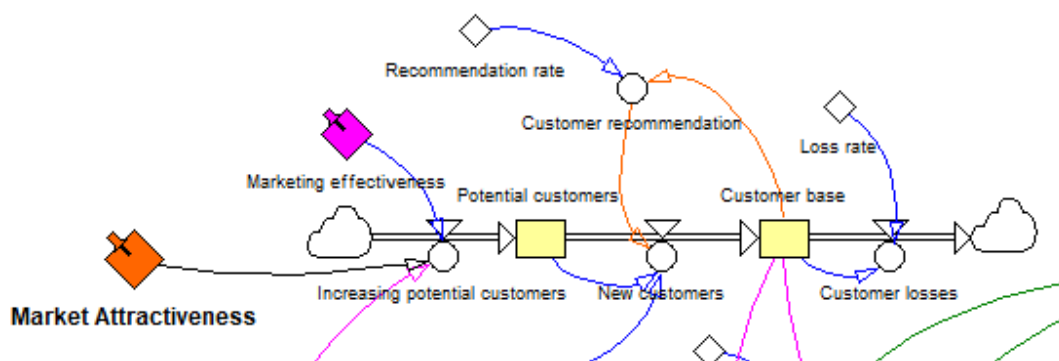 Recommendation rate
Customer recommendation
Loss rate
Marketing effectiveness
Potential customers
Customer base
Increasing potential customers
New customers
Customer losses
Market Attractiveness